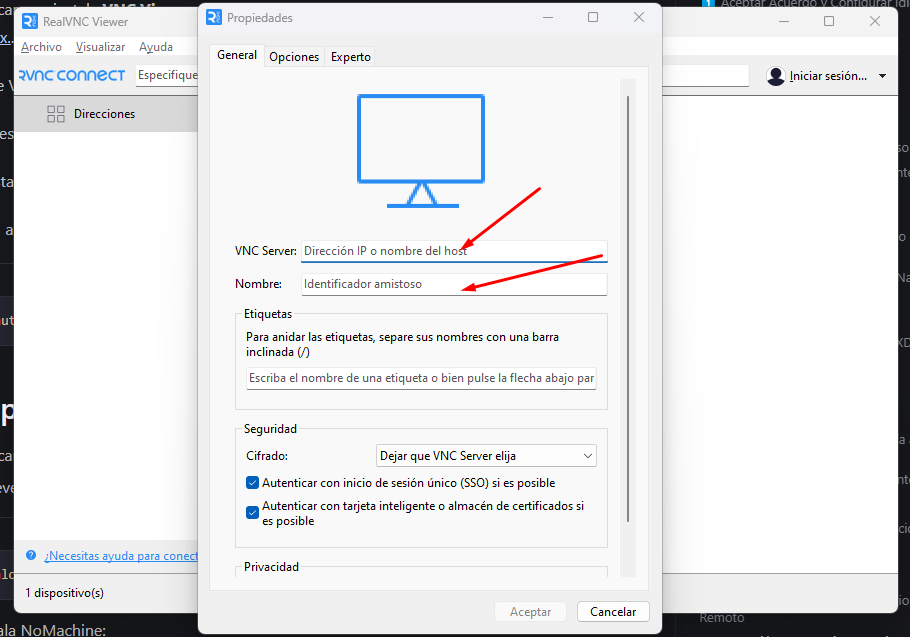 Aceptar Acuerdo y Configurar Idi
RealVNC Viewer
Propiedades
Archivo Visualizar Ayuda
RVNC CONNECT
Especifique
Iniciar sesión...
General Opciones Experto
Direcciones
VNC Server: Dirección IP o nombre del host
Nombre: Identificador amistoso
Etiquetas
Para anidar las etiquetas, separe sus nombres con una barra
inclinada (/)
Escriba el nombre de una etiqueta o bien pulse la flecha abajo par
Seguridad
Cifrado: Dejar que VNC Server elija
Autenticar con inicio de sesión único (SSO) si es posible
Autenticar con tarjeta inteligente o almacén de certificados si
es posible
¿Necesitas ayuda para conect
Privacidad
1 dispositivo(s)
Aceptar Cancelar
Remoto
ala NoMachine: